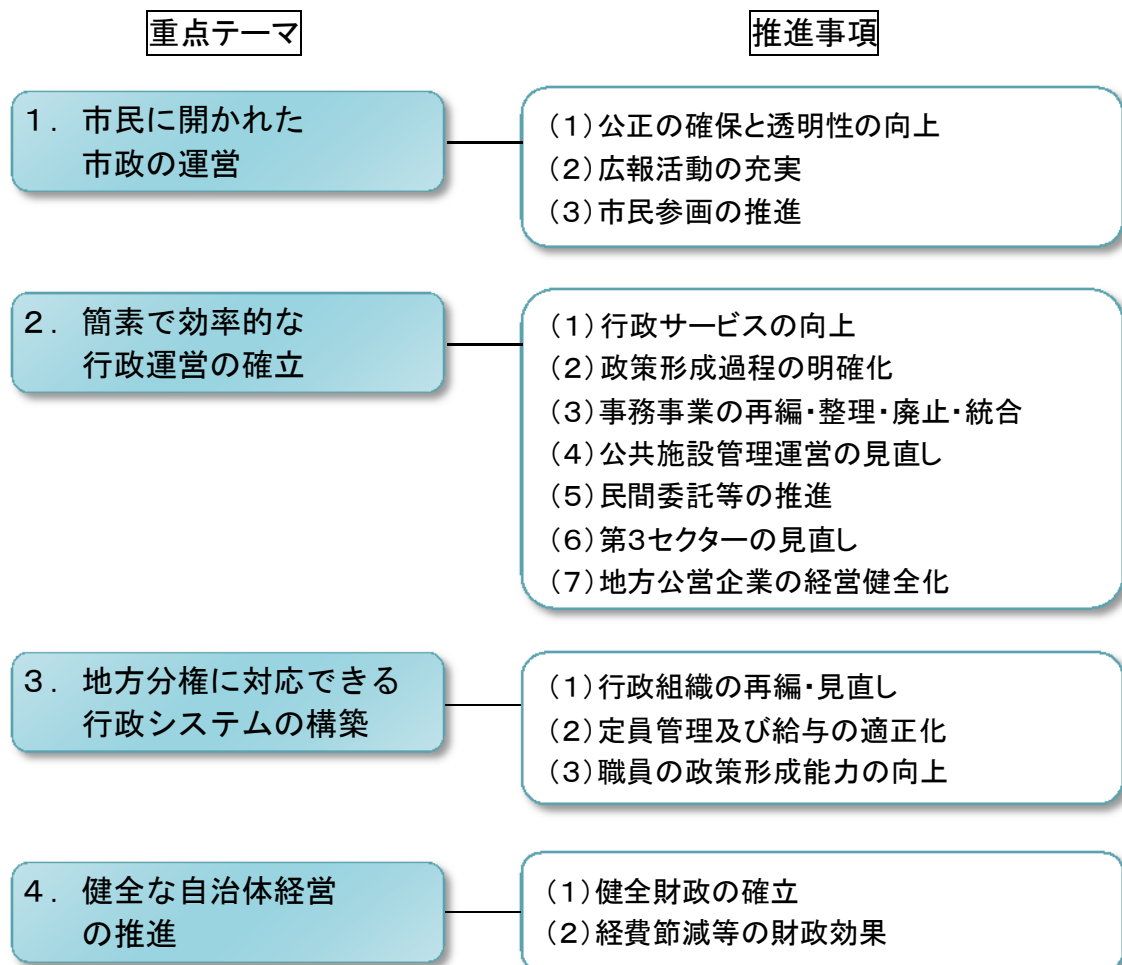 重点テーマ
推進事項
１．市民に開かれた
市政の運営
（１）公正の確保と透明性の向上
（２）広報活動の充実
（３）市民参画の推進
２．簡素で効率的な
行政運営の確立
（１）行政サービスの向上
（２）政策形成過程の明確化
（３）事務事業の再編・整理・廃止・統合
（４）公共施設管理運営の見直し
（５）民間委託等の推進
（６）第３セクターの見直し
（７）地方公営企業の経営健全化
３．地方分権に対応できる
行政システムの構築
（１）行政組織の再編・見直し
（２）定員管理及び給与の適正化
（３）職員の政策形成能力の向上
４．健全な自治体経営
の推進
（１）健全財政の確立
（２）経費節減等の財政効果